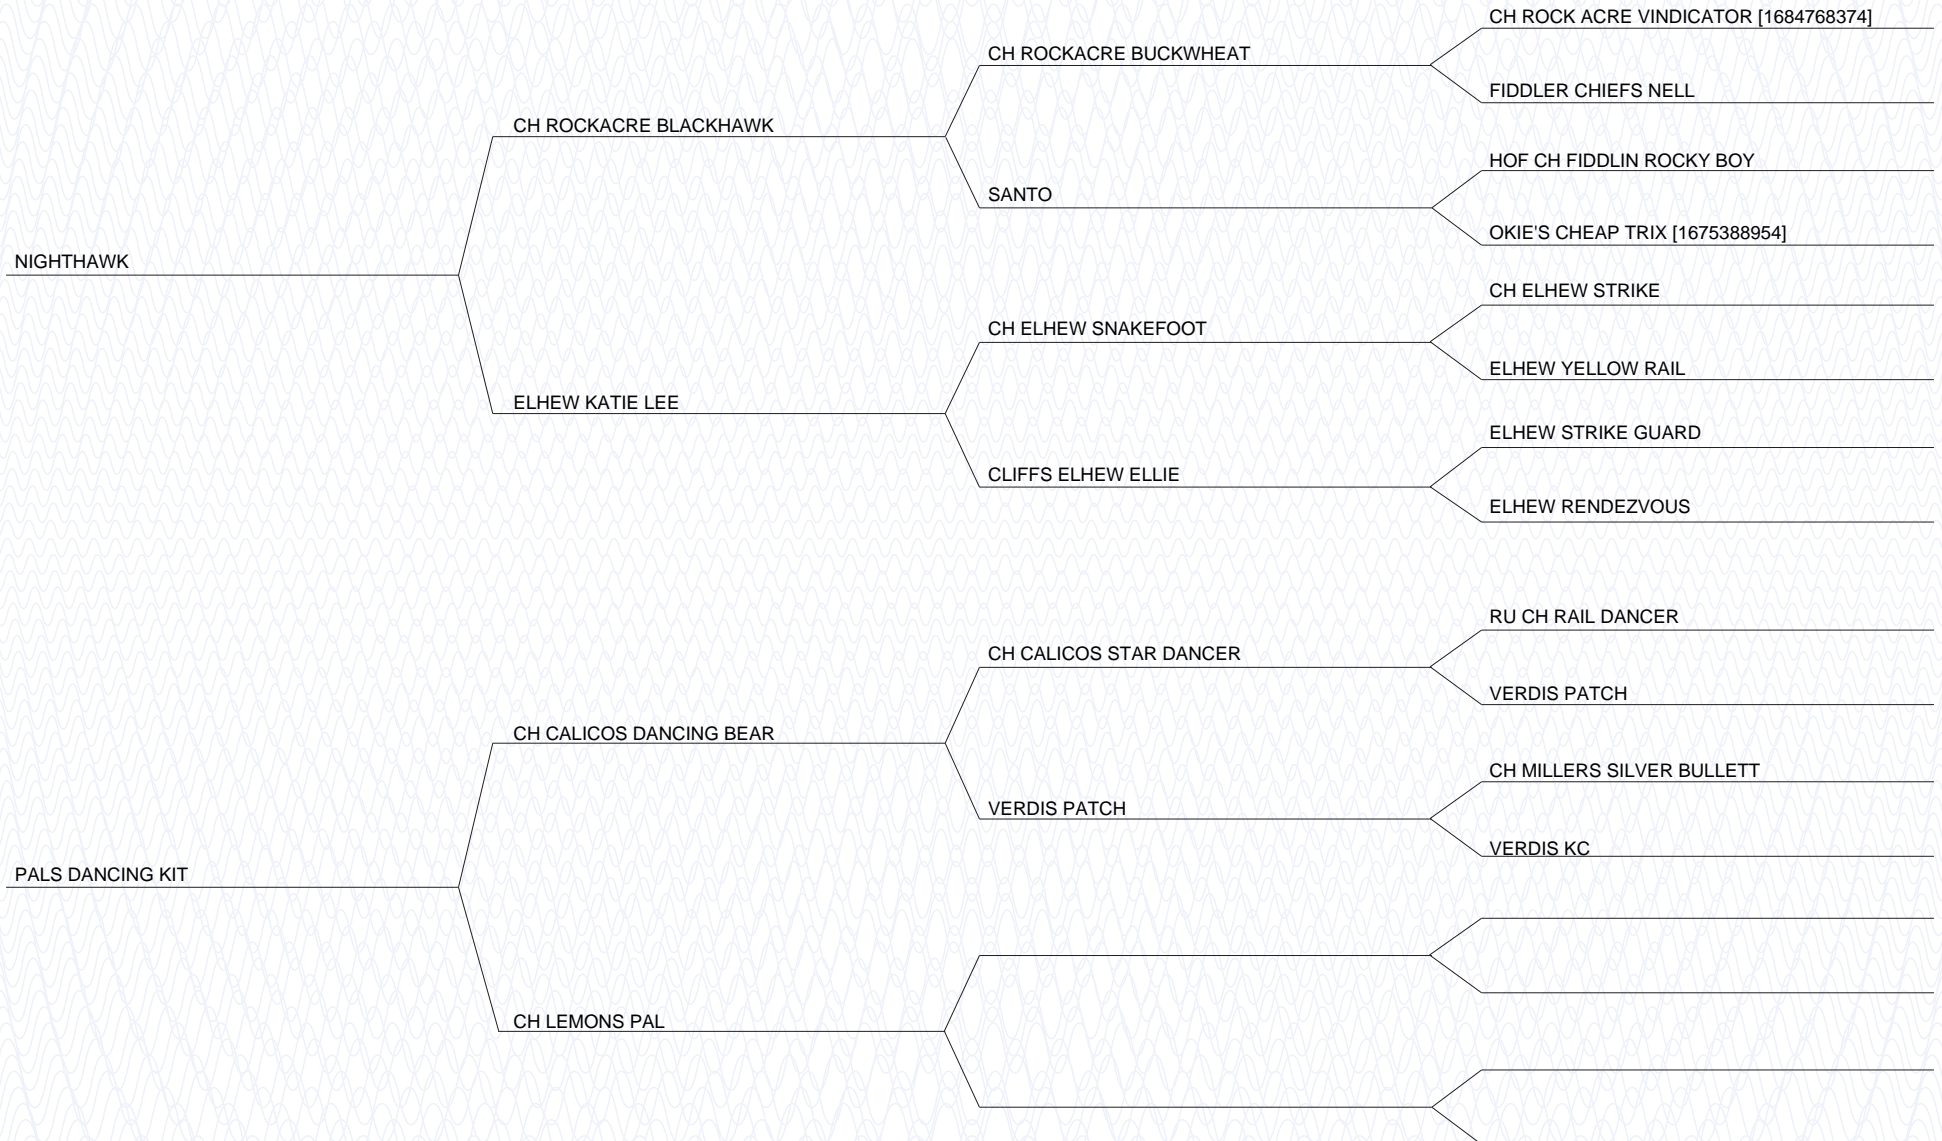 CH ROCK ACRE VINDICATOR [1684768374]
CH ROCKACRE BUCKWHEAT
FIDDLER CHIEFS NELL
CH ROCKACRE BLACKHAWK
HOF CH FIDDLIN ROCKY BOY
SANTO
OKIE'S CHEAP TRIX [1675388954]
NIGHTHAWK
CH ELHEW STRIKE
CH ELHEW SNAKEFOOT
ELHEW YELLOW RAIL
ELHEW KATIE LEE
ELHEW STRIKE GUARD
CLIFFS ELHEW ELLIE
ELHEW RENDEZVOUS
RU CH RAIL DANCER
CH CALICOS STAR DANCER
VERDIS PATCH
CH CALICOS DANCING BEAR
CH MILLERS SILVER BULLETT
VERDIS PATCH
VERDIS KC
PALS DANCING KIT
CH LEMONS PAL